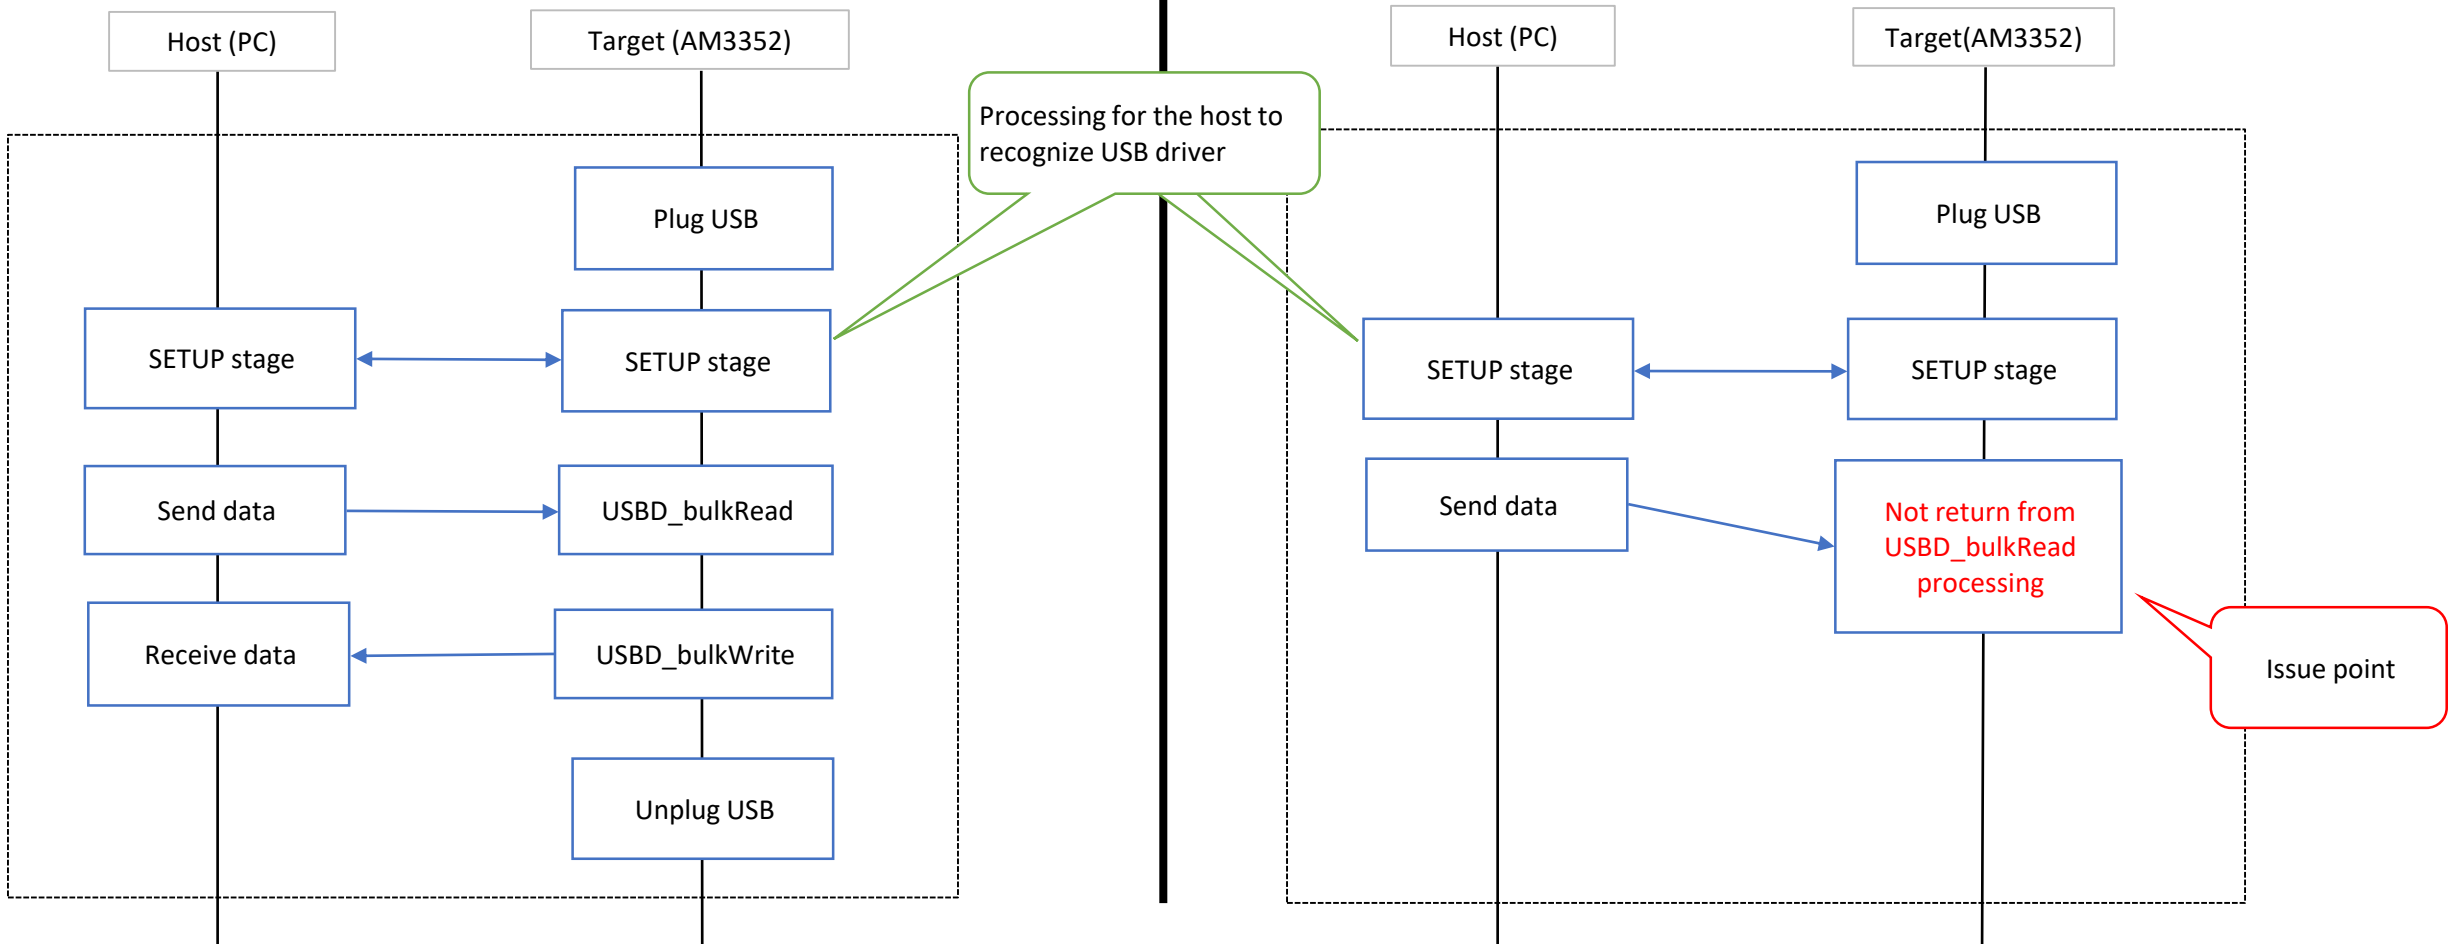 Host (PC)
Target (AM3352)
Plug USB
SETUP stage
SETUP stage
Send data
USBD_bulkRead
Receive data
USBD_bulkWrite
Unplug USB
Processing for the host to
recognize USB driver
Host (PC)
Target(AM3352)
Plug USB
SETUP stage
SETUP stage
Send data
Not return from
USBD_bulkRead
processing
Issue point